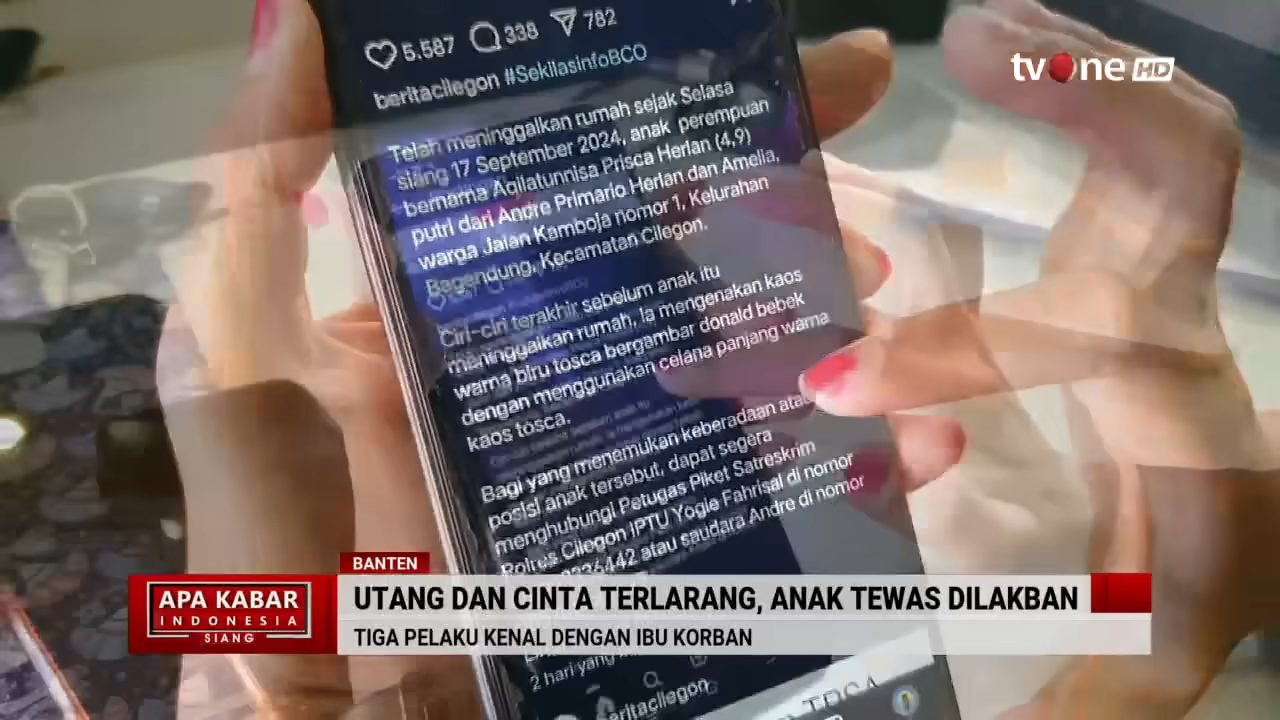 5.587 338 782
beritacilegon #SekilasinfoBCO
Telah meninggalkan rumah sejak Selasa
siang 17 September 2024, anak perempuan
bernama Aqilatunnisa Prisca Herlan (4,9)
putri dari Andre Primario Herlan dan Amelia,
warga Jalan Kamboja nomor 1, Kelurahan
Bagendung, Kecamatan Cilegon.
Ciri-ciri terakhir sebelum anak itu
meninggalkan rumah, ia mengenakan kaos
warna biru tosca bergambar donald bebek
dengan menggunakan celana panjang warna
kaos tosca.
Bagi yang menemukan keberadaan atau
posisi anak tersebut, dapat segera
menghubungi Petugas Piket Satreskrim
Polres Cilegon IPTU Yogie Fahrisal di nomor
atau saudara Andre di nomor
2 hari yang
beritacilegon
tvOne HD
BANTEN
APA KABAR
INDONESIA
SIANG
UTANG DAN CINTA TERLARANG, ANAK TEWAS DILAKBAN
TIGA PELAKU KENAL DENGAN IBU KORBAN